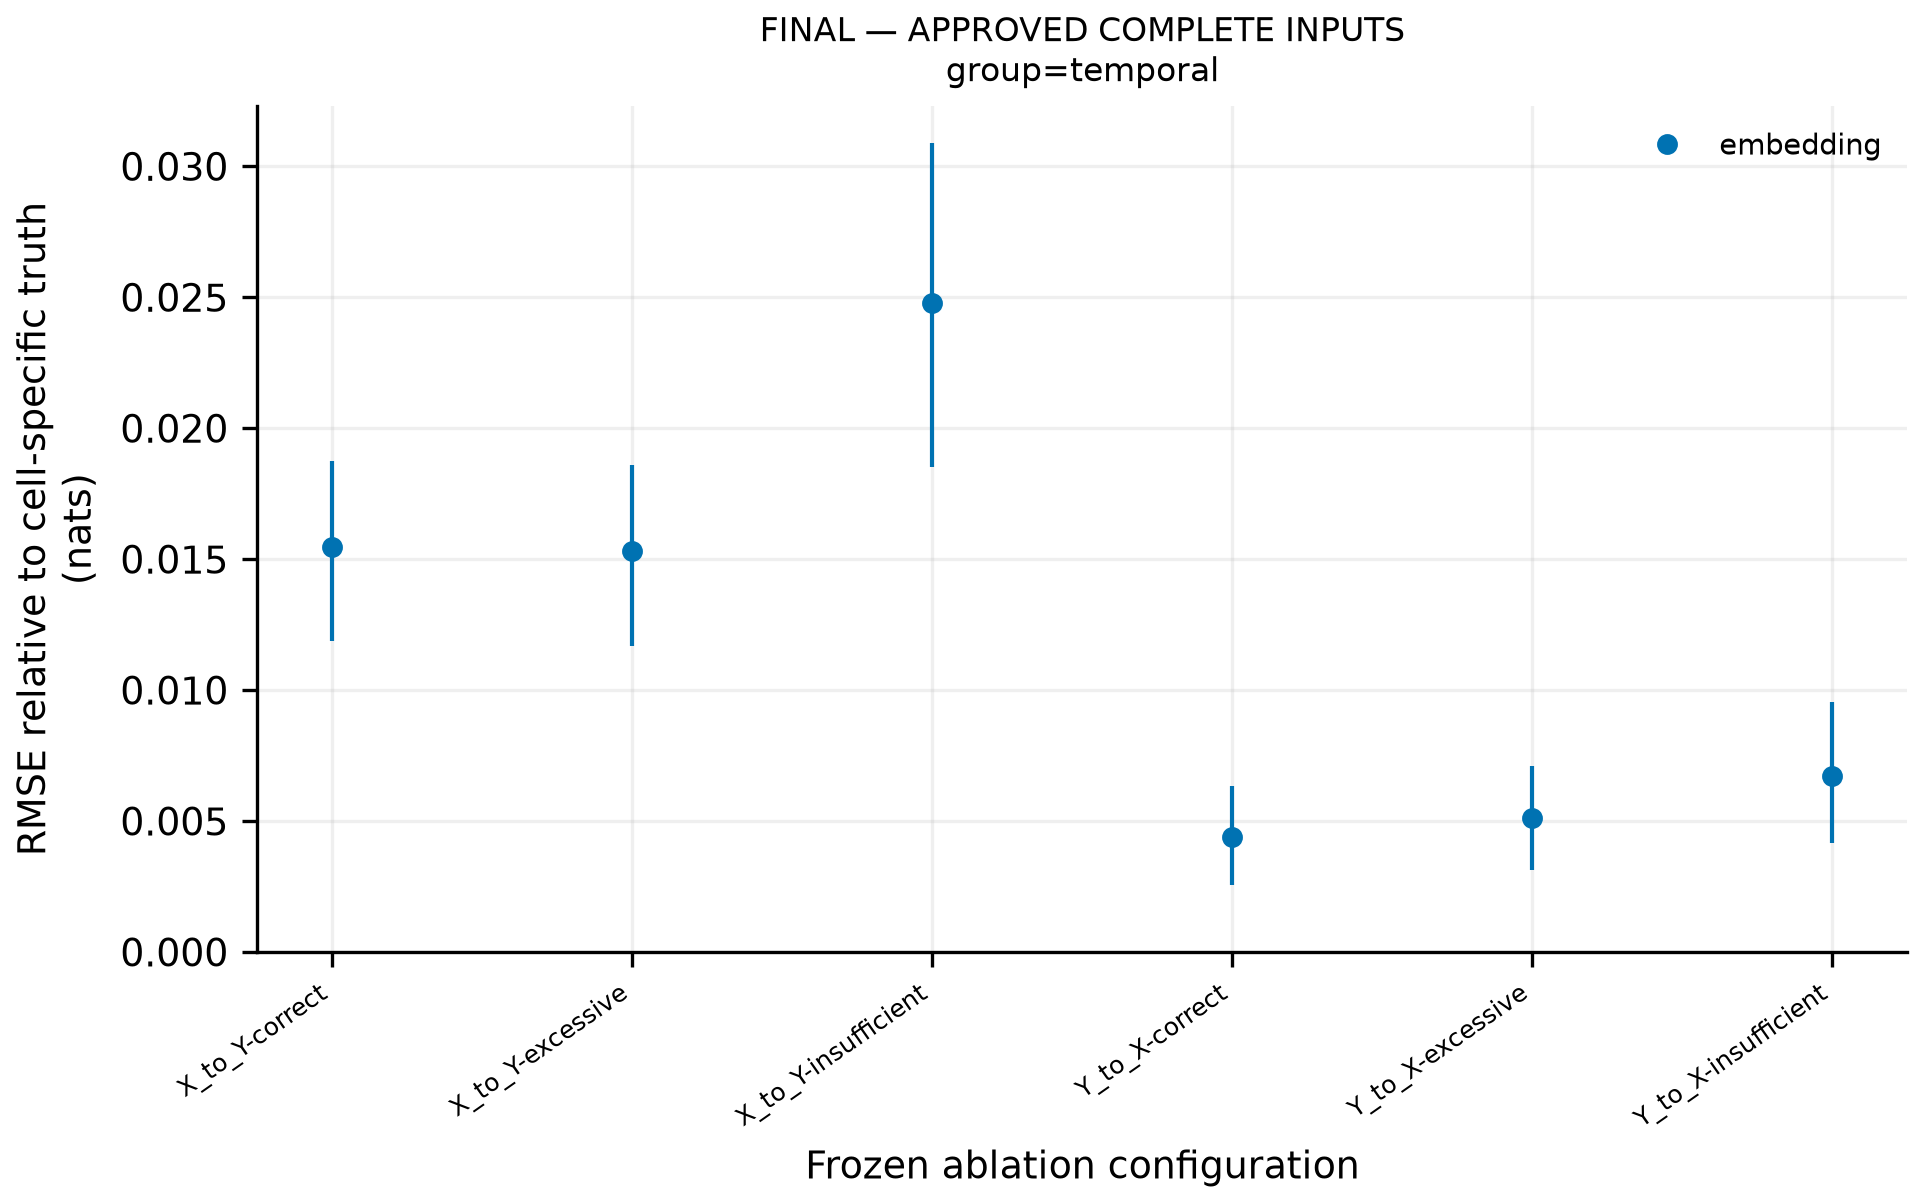 FINAL — APPROVED COMPLETE INPUTS
group=temporal
embedding
RMSE relative to cell-specific truth
(nats)
0.030
0.025
0.020
0.015
0.010
0.005
0.000
X_to_Y-correct
X_to_Y-excessive
X_to_Y-insufficient
Y_to_X-correct
Y_to_X-excessive
Y_to_X-insufficient
Frozen ablation configuration